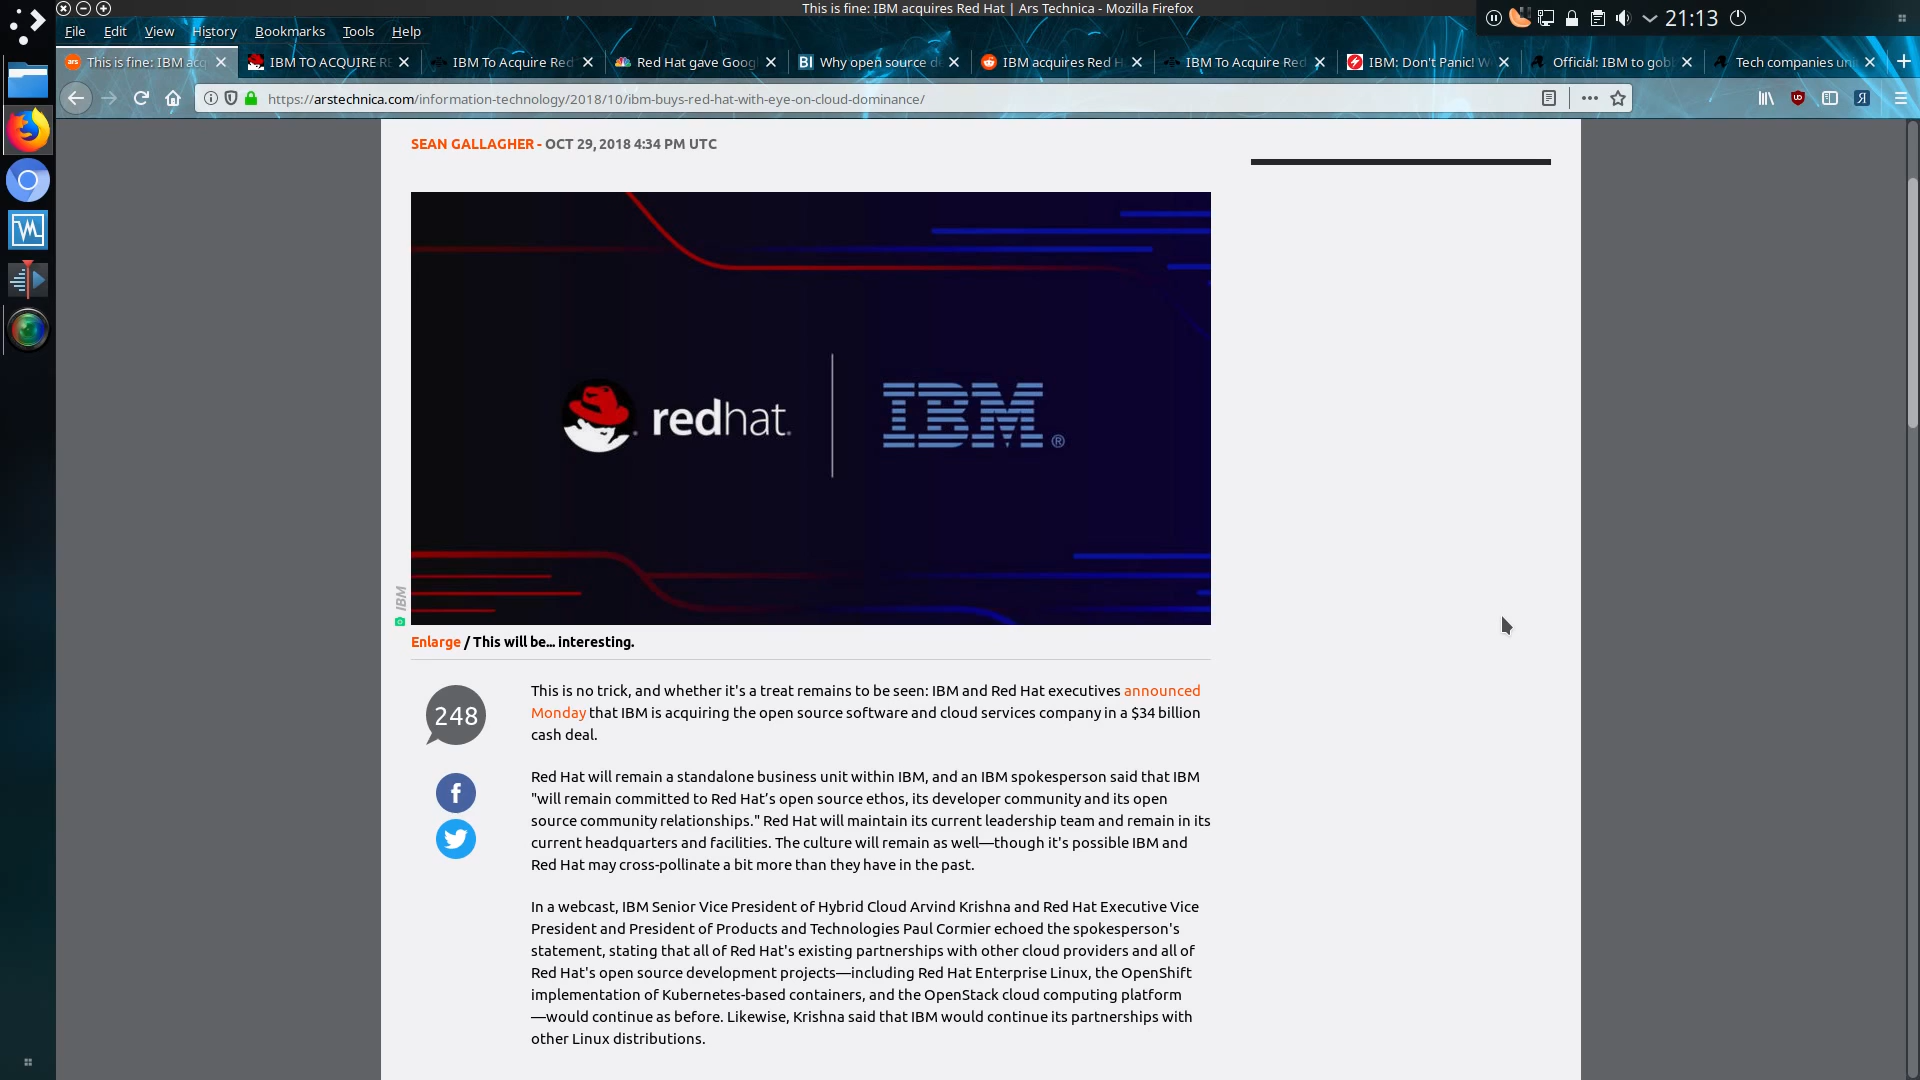 This is fine: IBM acquires Red Hat | Ars Technica - Mozilla Firefox
21:13
File Edit View History Bookmarks Tools Help
ars This is fine: IBM acq
IBM TO ACQUIRE RE
IBM To Acquire Red
Red Hat gave Goog
BI Why open source d
IBM acquires Red H
IBM To Acquire Red
IBM: Don't Panic! W
Official: IBM to gob
Tech companies uni
https://arstechnica.com/information-technology/2018/10/ibm-buys-red-hat-with-eye-on-cloud-dominance/
SEAN GALLAGHER - OCT 29, 2018 4:34 PM UTC
redhat.
IBM®
IBM
Enlarge / This will be... interesting.
248
This is no trick, and whether it's a treat remains to be seen: IBM and Red Hat executives announced
Monday that IBM is acquiring the open source software and cloud services company in a $34 billion
cash deal.
Red Hat will remain a standalone business unit within IBM, and an IBM spokesperson said that IBM
"will remain committed to Red Hat’s open source ethos, its developer community and its open
source community relationships." Red Hat will maintain its current leadership team and remain in its
current headquarters and facilities. The culture will remain as well—though it's possible IBM and
Red Hat may cross-pollinate a bit more than they have in the past.
In a webcast, IBM Senior Vice President of Hybrid Cloud Arvind Krishna and Red Hat Executive Vice
President and President of Products and Technologies Paul Cormier echoed the spokesperson's
statement, stating that all of Red Hat's existing partnerships with other cloud providers and all of
Red Hat's open source development projects—including Red Hat Enterprise Linux, the OpenShift
implementation of Kubernetes-based containers, and the OpenStack cloud computing platform
—would continue as before. Likewise, Krishna said that IBM would continue its partnerships with
other Linux distributions.